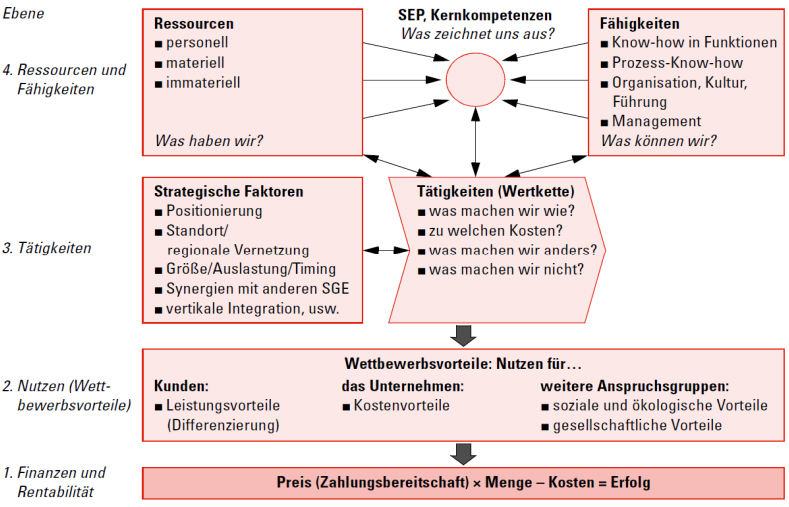 Ebene
4. Ressourcen und
Fähigkeiten
Ressourcen
■ personell
■ materiell
■ immateriell
Was haben wir?
SEP, Kernkompetenzen
Was zeichnet uns aus?
Fähigkeiten
■ Know-how in Funktionen
■ Prozess-Know-how
■ Organisation, Kultur,
Führung
■ Management
Was können wir?
3. Tätigkeiten
Strategische Faktoren
■ Positionierung
■ Standort/
regionale Vernetzung
■ Größe/Auslastung/Timing
■ Synergien mit anderen SGE
■ vertikale Integration, usw.
Tätigkeiten (Wertkette)
■ was machen wir wie?
■ zu welchen Kosten?
■ was machen wir anders?
■ was machen wir nicht?
2. Nutzen (Wett-
bewerbsvorteile)
Wettbewerbsvorteile: Nutzen für…
Kunden:
■ Leistungsvorteile
(Differenzierung)
das Unternehmen:
■ Kostenvorteile
weitere Anspruchsgruppen:
■ soziale und ökologische Vorteile
■ gesellschaftliche Vorteile
1. Finanzen und
Rentabilität
Preis (Zahlungsbereitschaft) × Menge – Kosten = Erfolg